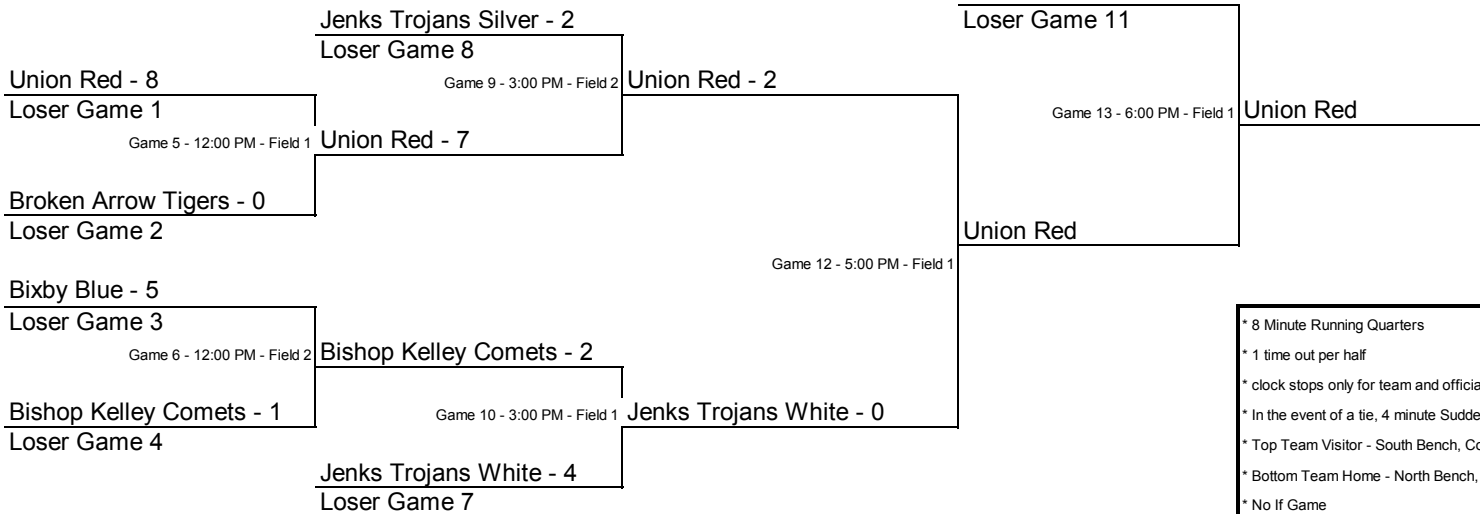 Jenks Trojans Silver - 2
Loser Game 11
Loser Game 8
Union Red - 8
Game 9 - 3:00 PM - Field 2
Union Red - 2
Loser Game 1
Game 13 - 6:00 PM - Field 1
Union Red
Game 5 - 12:00 PM - Field 1
Union Red - 7
Broken Arrow Tigers - 0
Loser Game 2
Union Red
Game 12 - 5:00 PM - Field 1
Bixby Blue - 5
Loser Game 3
Game 6 - 12:00 PM - Field 2
Bishop Kelley Comets - 2
Bishop Kelley Comets - 1
Game 10 - 3:00 PM - Field 1
Jenks Trojans White - 0
Loser Game 4
Jenks Trojans White - 4
Loser Game 7
* 8 Minute Running Quarters
* 1 time out per half
* clock stops only for team and
* In the event of a tie, 4 minute
* Top Team Visitor - South Bench,
* Bottom Team Home - North Bench,
* No If Game